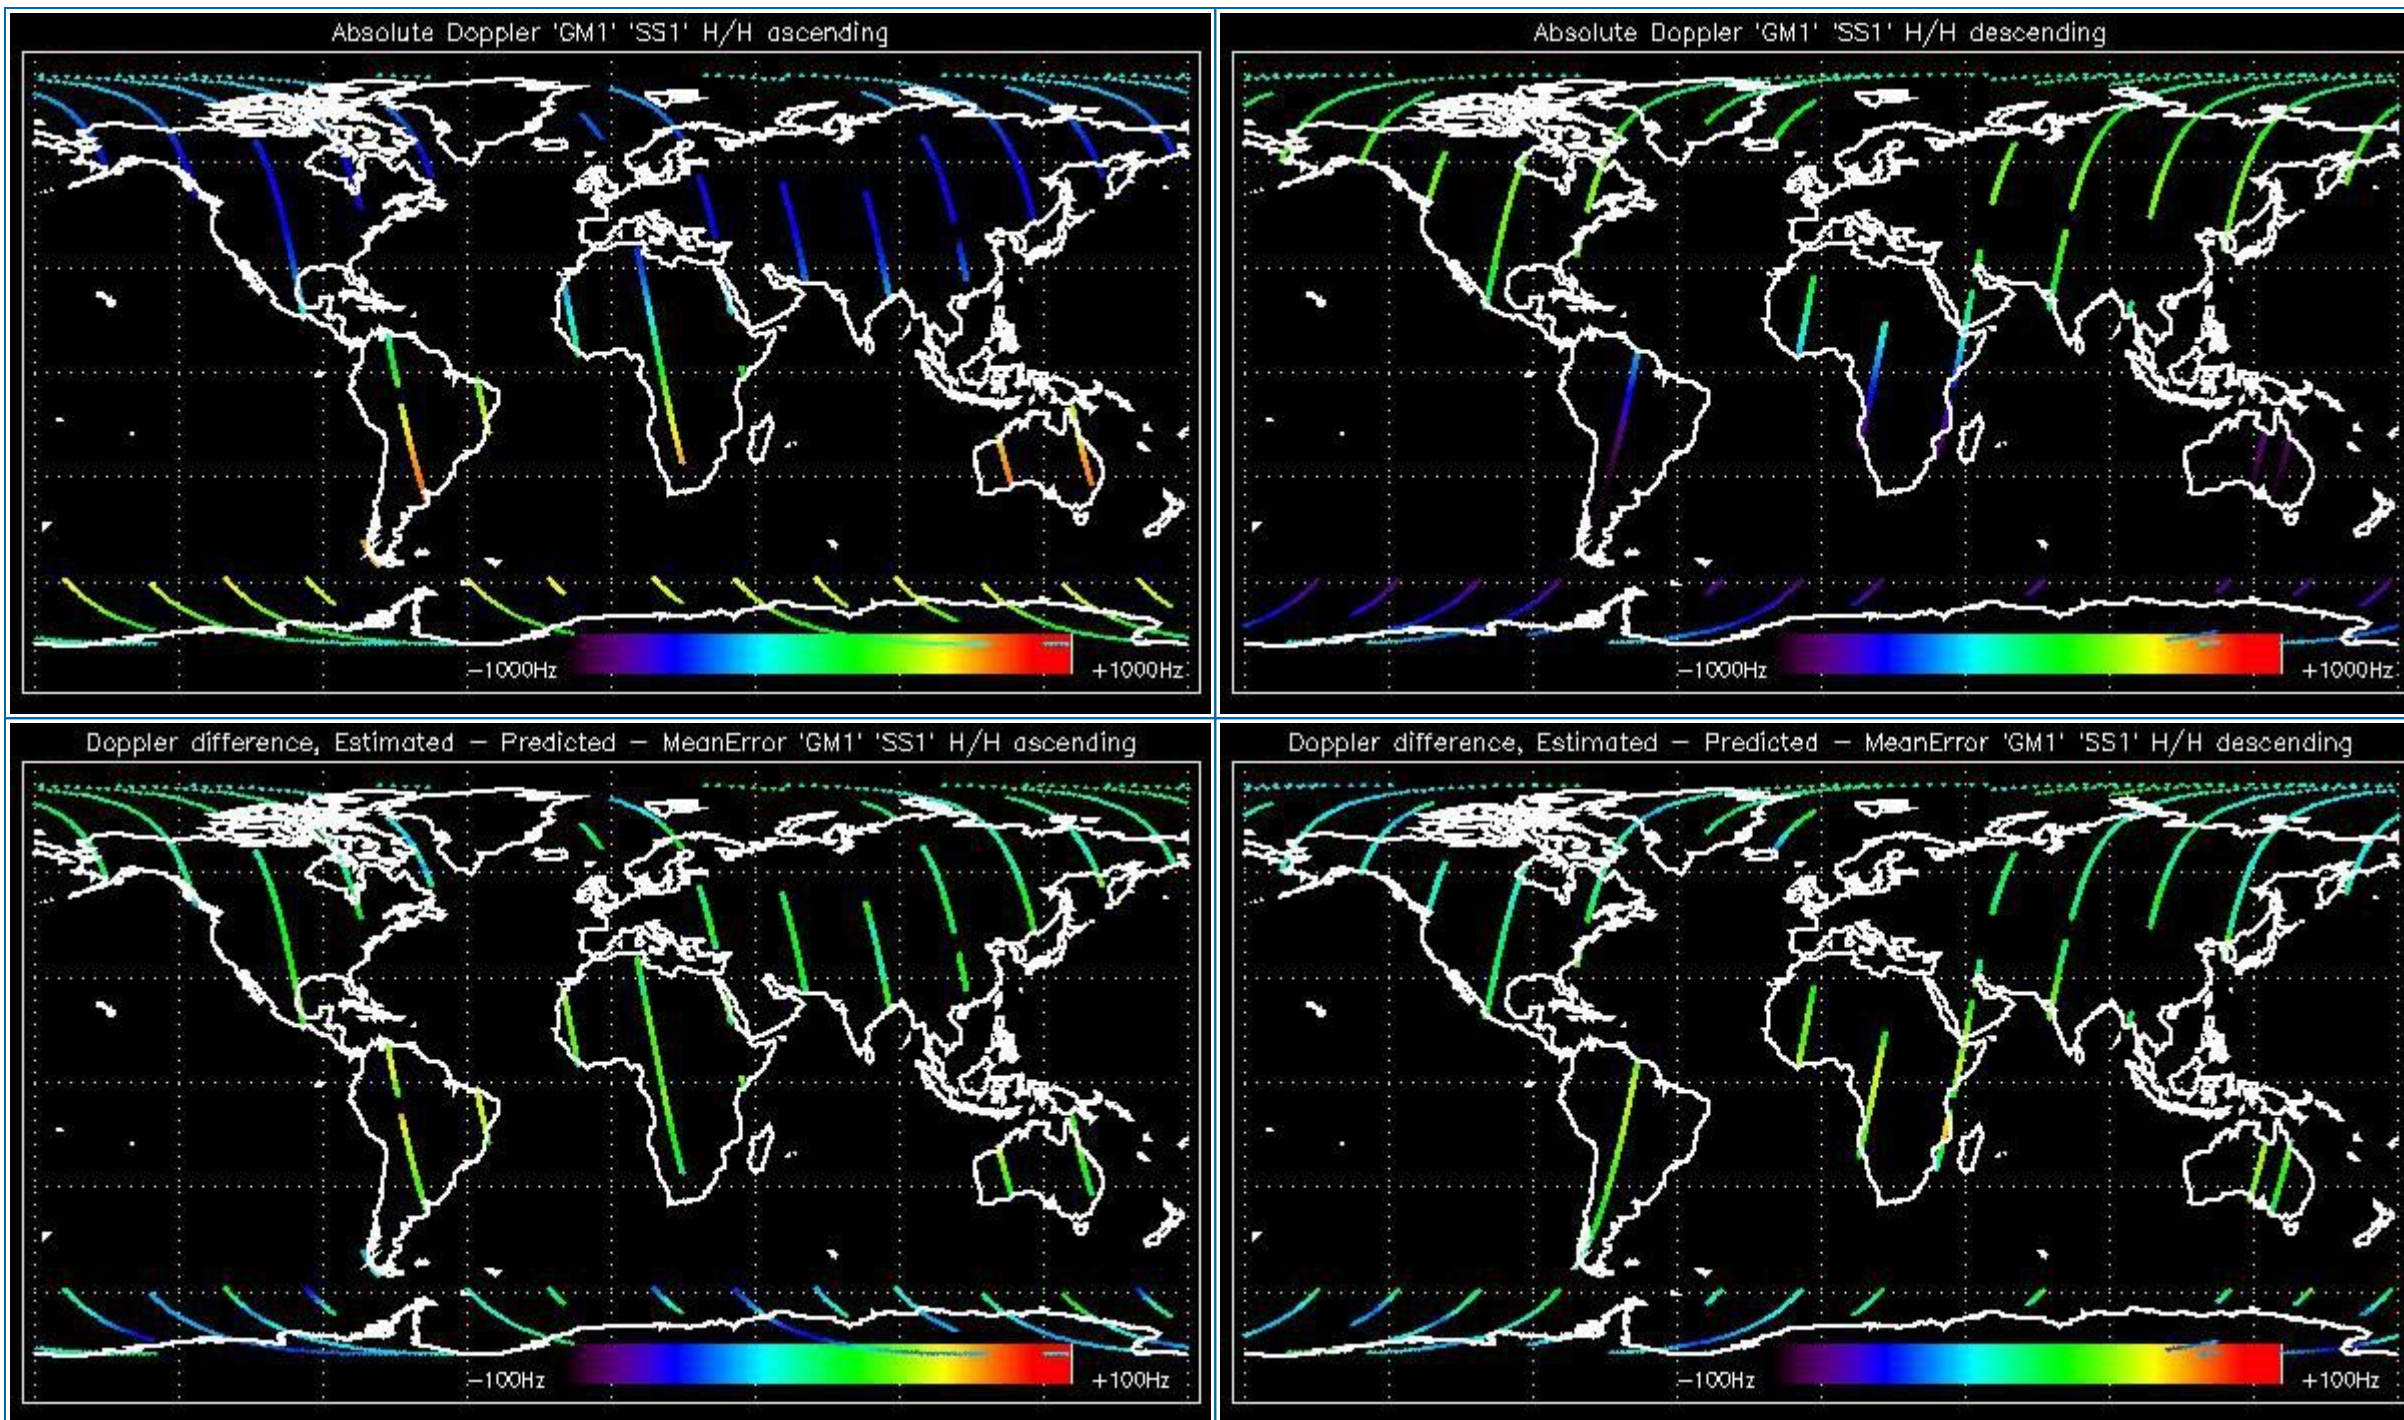 Absolute Doppler 'GM1' 'SS1' H/H ascending
-1000Hz
+1000Hz
Absolute Doppler 'GM1' 'SS1' H/H descending
-1000Hz
+1000Hz
Doppler difference, Estimated - Predicted - MeanError 'GM1' 'SS1' H/H ascending
-100Hz
+100Hz
Doppler difference, Estimated - Predicted - MeanError 'GM1' 'SS1' H/H descending
-100Hz
+100Hz